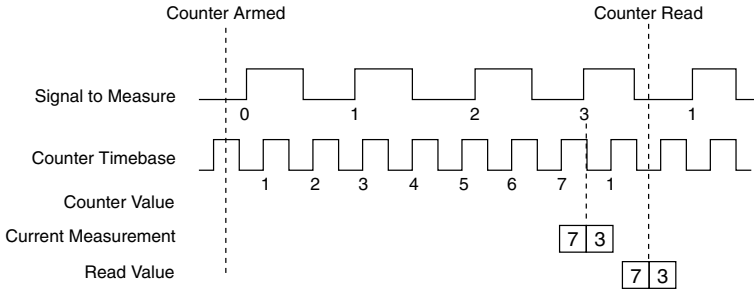 Counter Armed Counter Read
Signal to Measure
0 1 2 3 1
Counter Timebase
1 2 3 4 5 6 7 1
Counter Value
Current Measurement 7 3
Read Value 7 3